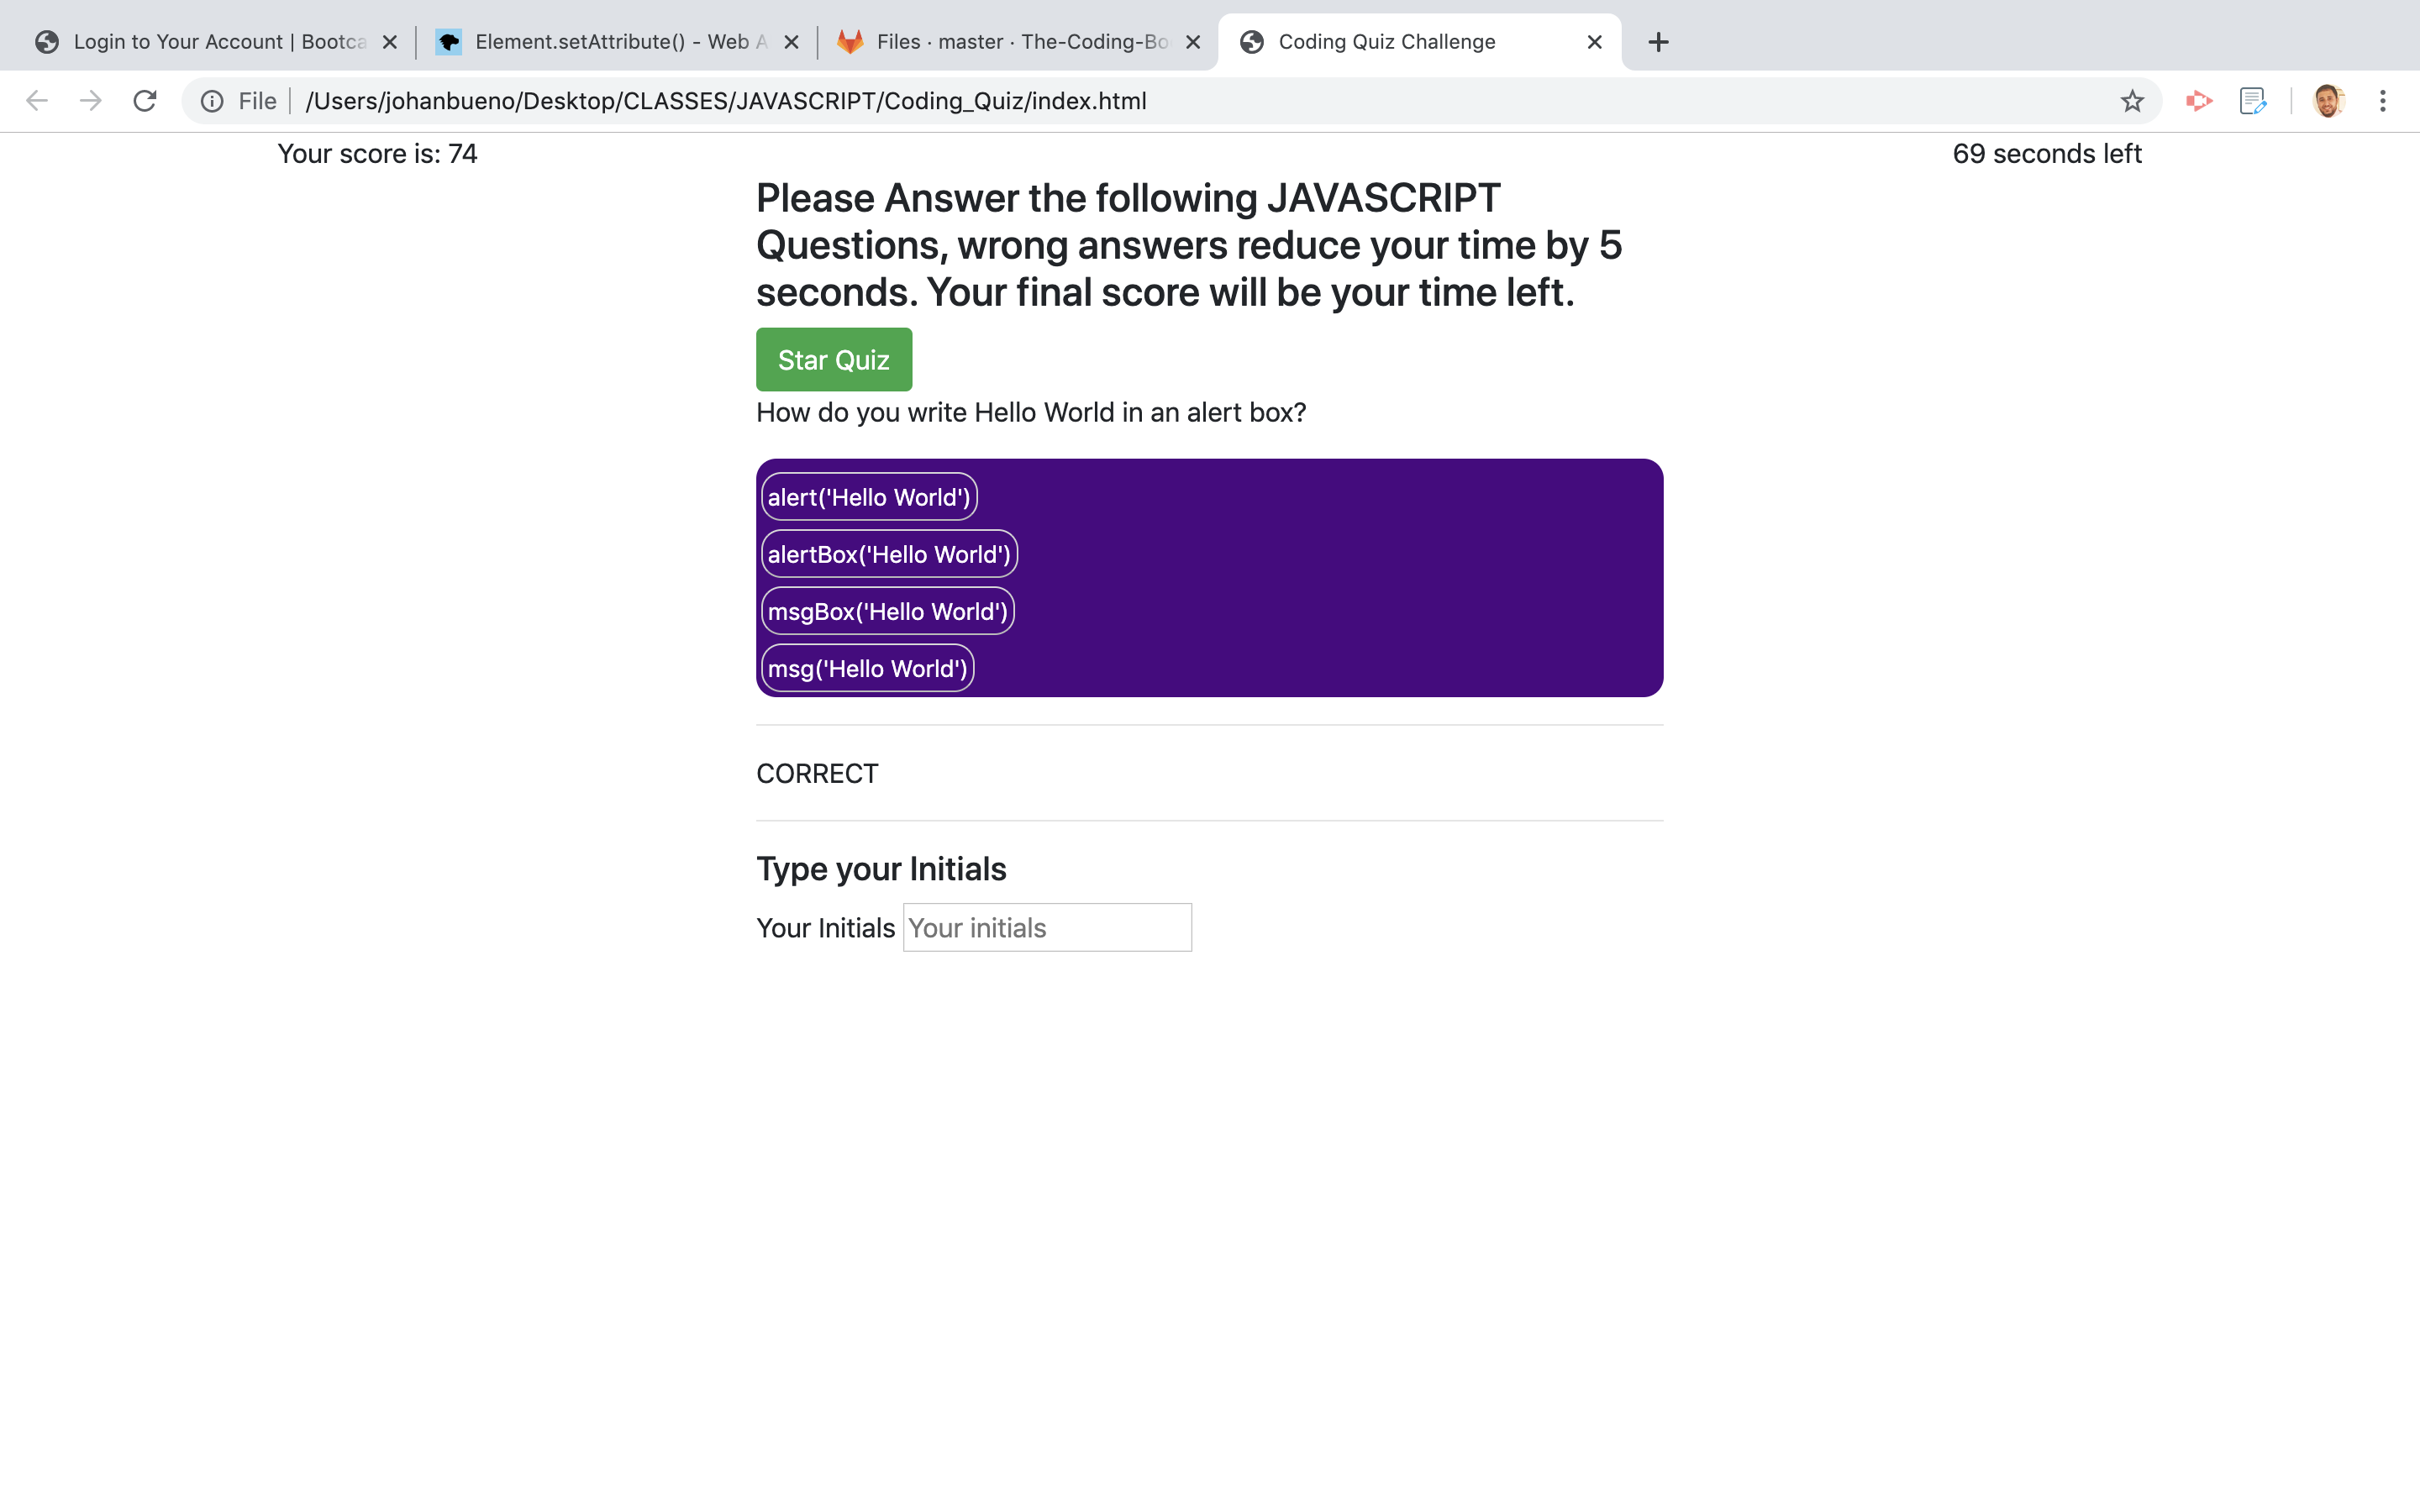 Login to Your Account | Bootca
Element.setAttribute() - Web A
Files · master · The-Coding-Bo
Coding Quiz Challenge
File
/Users/johanbueno/Desktop/CLASSES/JAVASCRIPT/Coding_Quiz/index.html
Your score is: 74
69 seconds left
Please Answer the following JAVASCRIPT
Questions, wrong answers reduce your time by 5
seconds. Your final score will be your time left.
Star Quiz
How do you write Hello World in an alert box?
alert('Hello World')
alertBox('Hello World')
msgBox('Hello World')
msg('Hello World')
CORRECT
Type your Initials
Your Initials Your initials